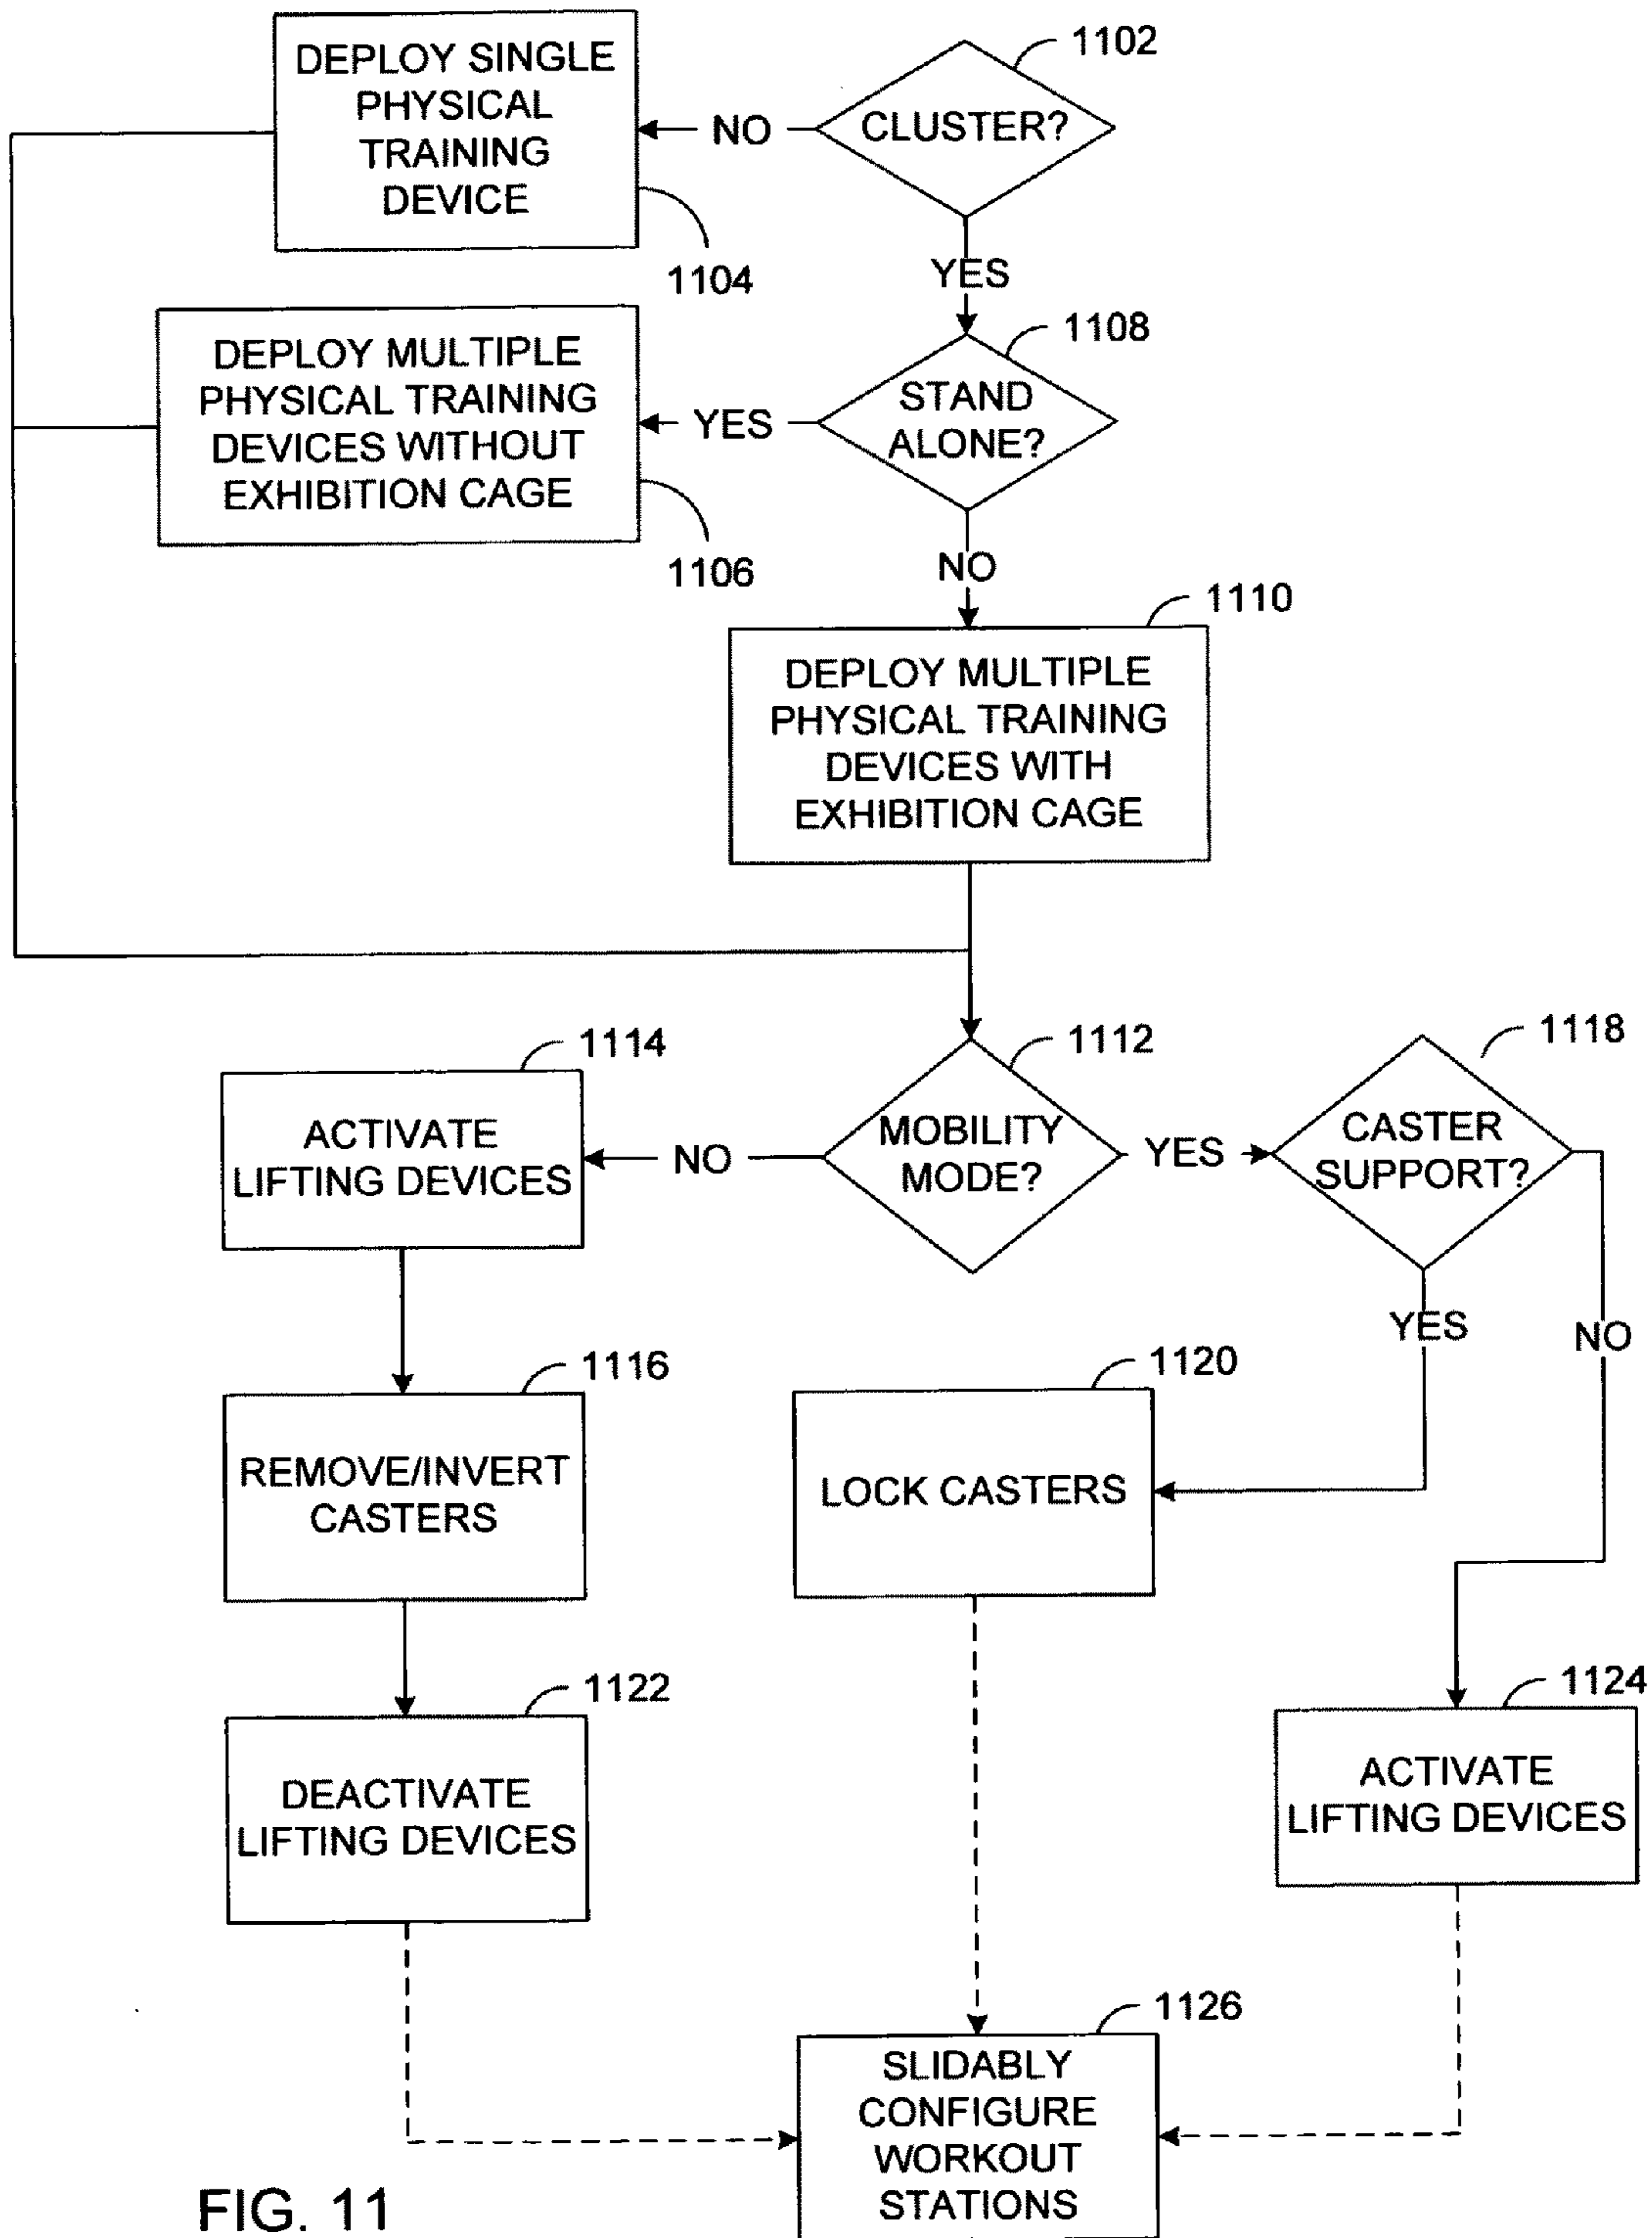 1102
DEPLOY SINGLE
PHYSICAL
TRAINING
DEVICE
NO
CLUSTER?
1104
YES
1108
DEPLOY MULTIPLE
PHYSICAL TRAINING
DEVICES WITHOUT
EXHIBITION CAGE
YES
STAND
ALONE?
1106
NO
1110
DEPLOY MULTIPLE
PHYSICAL TRAINING
DEVICES WITH
EXHIBITION CAGE
1114
1112
1118
ACTIVATE
LIFTING DEVICES
NO
MOBILITY
MODE?
YES
CASTER
SUPPORT?
YES
NO
1116
1120
REMOVE/INVERT
CASTERS
LOCK CASTERS
1122
1124
DEACTIVATE
LIFTING DEVICES
ACTIVATE
LIFTING DEVICES
1126
SLIDABLY
CONFIGURE
WORKOUT
STATIONS
FIG. 11